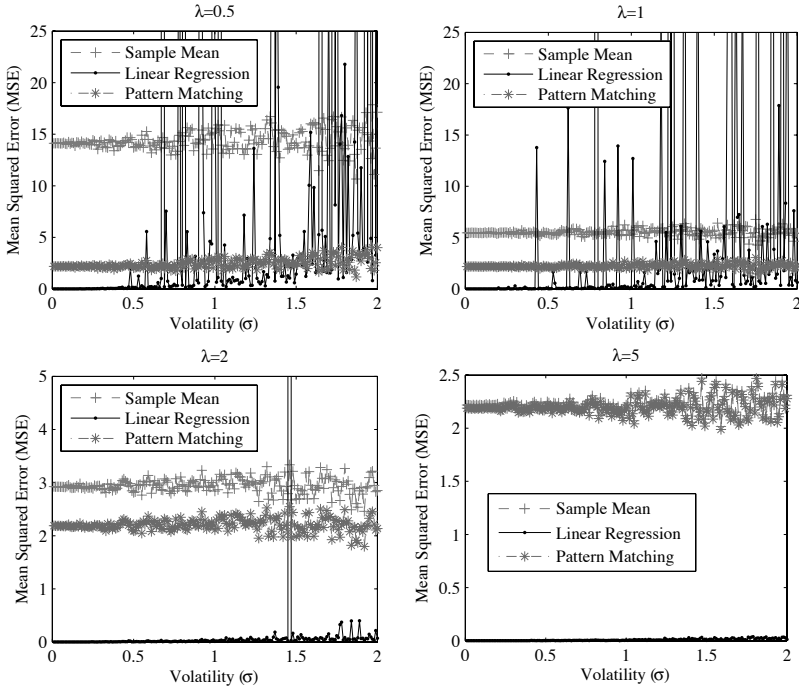 λ=0.5
25
20
15
10
5
0
Mean Squared Error (MSE)
Sample Mean
Linear Regression
Pattern Matching
0 0.5 1 1.5 2
Volatility (σ)
λ=1
25
20
15
10
5
0
Mean Squared Error (MSE)
Sample Mean
Linear Regression
Pattern Matching
0 0.5 1 1.5 2
Volatility (σ)
λ=2
5
4
3
2
1
0
Mean Squared Error (MSE)
Sample Mean
Linear Regression
Pattern Matching
0 0.5 1 1.5 2
Volatility (σ)
λ=5
2.5
2
1.5
1
0.5
0
Mean Squared Error (MSE)
Sample Mean
Linear Regression
Pattern Matching
0 0.5 1 1.5 2
Volatility (σ)